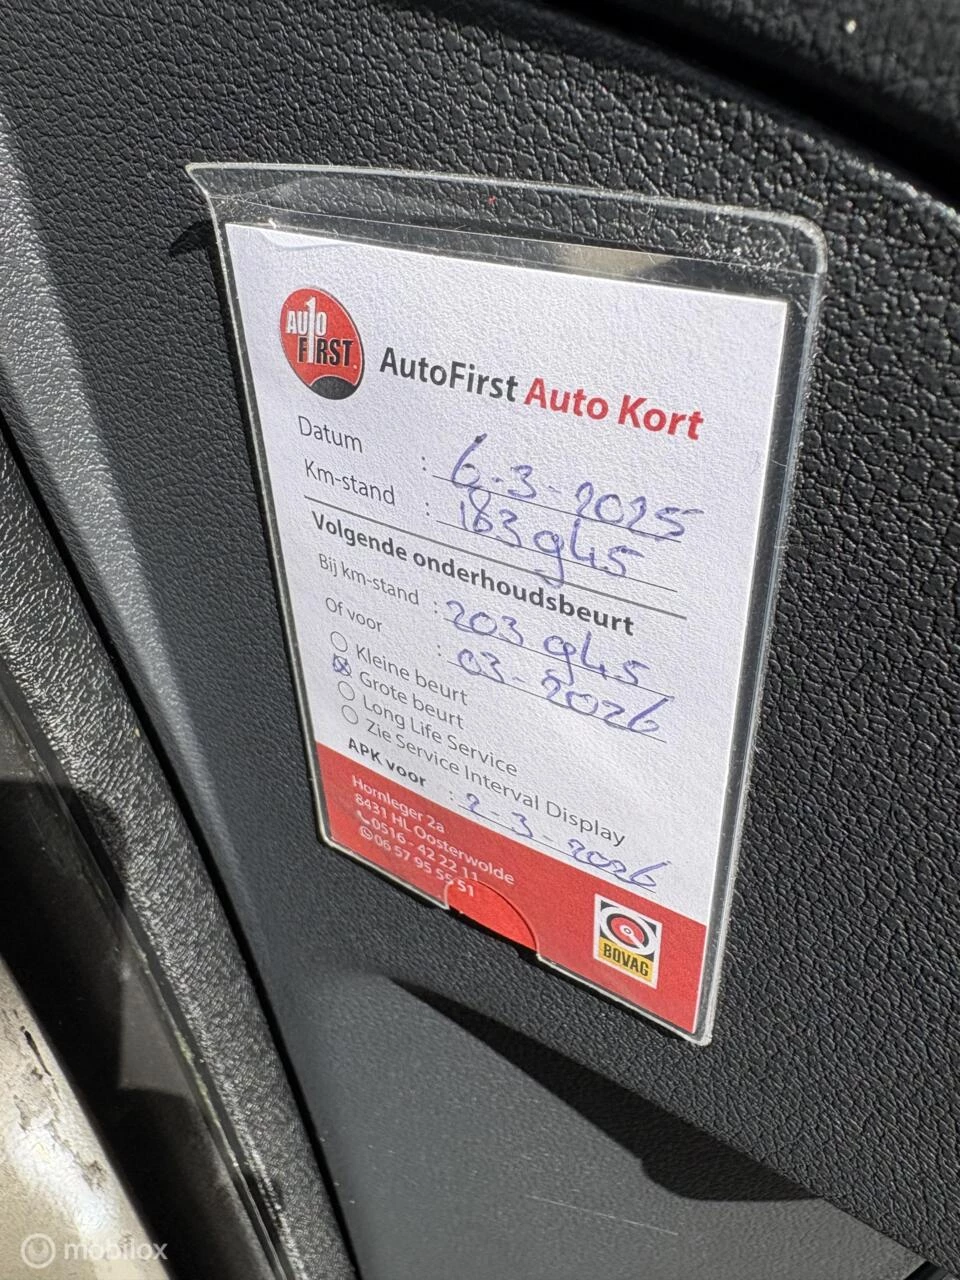 AUTO
F1RST.
AutoFirst Auto Kort
Datum : 6-3-2025
Km-stand : 183945
Volgende onderhoudsbeurt
Bij km-stand : 203945
Of voor : 03-2026
Kleine beurt
Grote beurt
Long Life Service
Zie Service Interval Display
APK voor : 2-3-2026
Hornleger 2a
8431 HL Oosterwolde
0516 - 42 22 11
06 57 95 55 51
BOVAG
mobilox